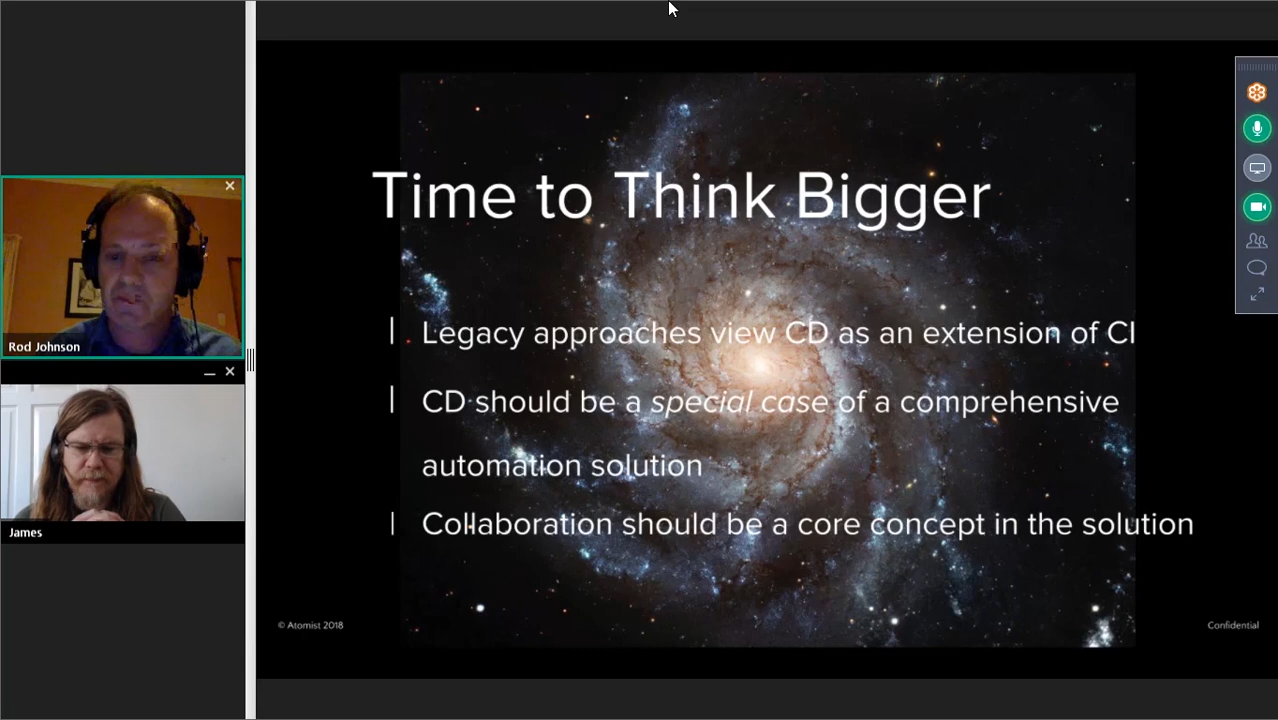 Rod Johnson
James
Time to Think Bigger
| Legacy approaches view CD as an extension of CI
| CD should be a special case of a comprehensive
automation solution
| Collaboration should be a core concept in the solution
© Atomist 2018
Confidential